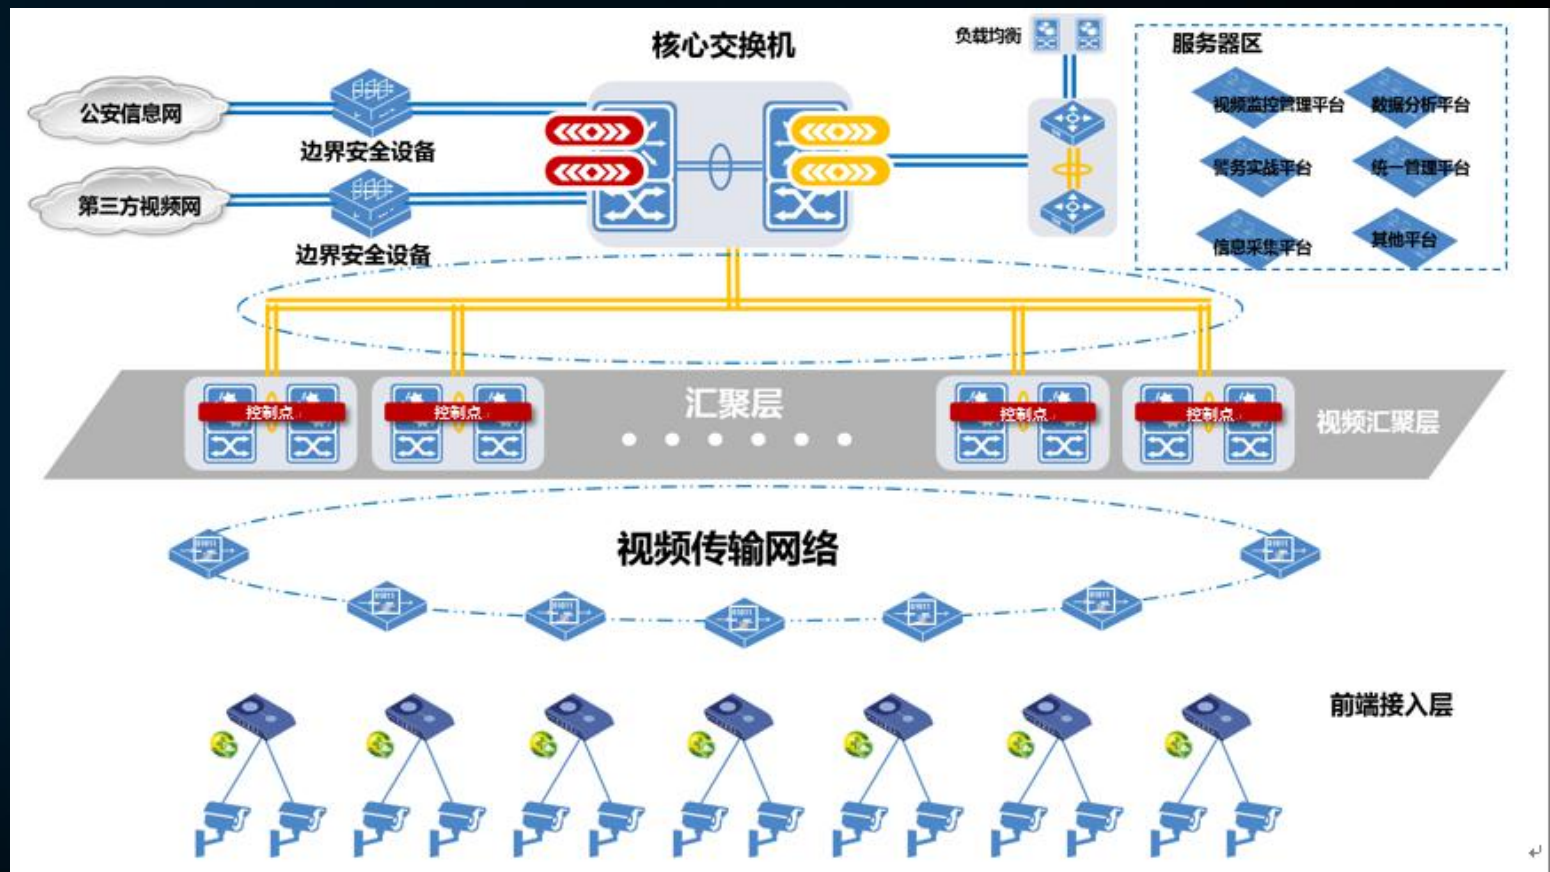 核心交换机
负载均衡
服务器区
公安信息网
边界安全设备
视频监控管理平台
数据分析平台
第三方视频网
警务实战平台
统一管理平台
边界安全设备
信息采集平台
其他平台
汇聚层
控制点
控制点
控制点
控制点
视频汇聚层
视频传输网络
前端接入层